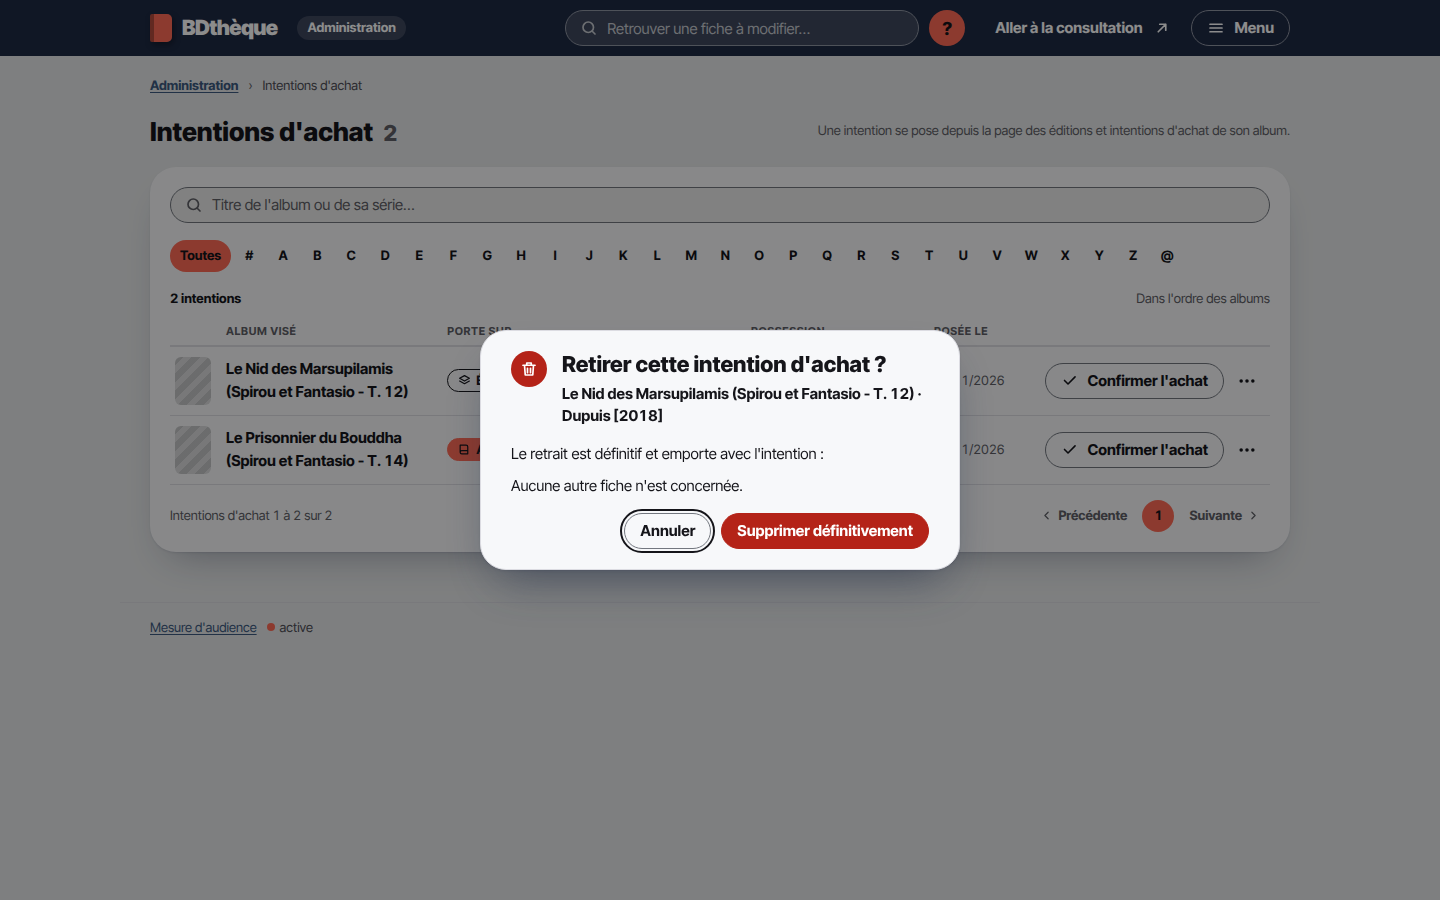 BDthèque
Administration
Retrouver une fiche à modifier…
?
Aller à la consultation
Menu
Administration › Intentions d'achat
Intentions d'achat 2
Une intention se pose depuis la page des éditions et intentions d'achat de son album.
Titre de l'album ou de sa série…
Toutes # A B C D E F G H I J K L M N O P Q R S T U V W X Y Z @
2 intentions
Dans l'ordre des albums
ALBUM VISÉ
PORTE SUR
POSSESSION
POSÉE LE
Le Nid des Marsupilamis
(Spirou et Fantasio - T. 12)
1/2026
Confirmer l'achat
Le Prisonnier du Bouddha
(Spirou et Fantasio - T. 14)
1/2026
Confirmer l'achat
Intentions d'achat 1 à 2 sur 2
Précédente 1 Suivante
Retirer cette intention d'achat ?
Le Nid des Marsupilamis (Spirou et Fantasio - T. 12) ·
Dupuis [2018]
Le retrait est définitif et emporte avec l'intention :
Aucune autre fiche n'est concernée.
Annuler
Supprimer définitivement
Mesure d'audience
active